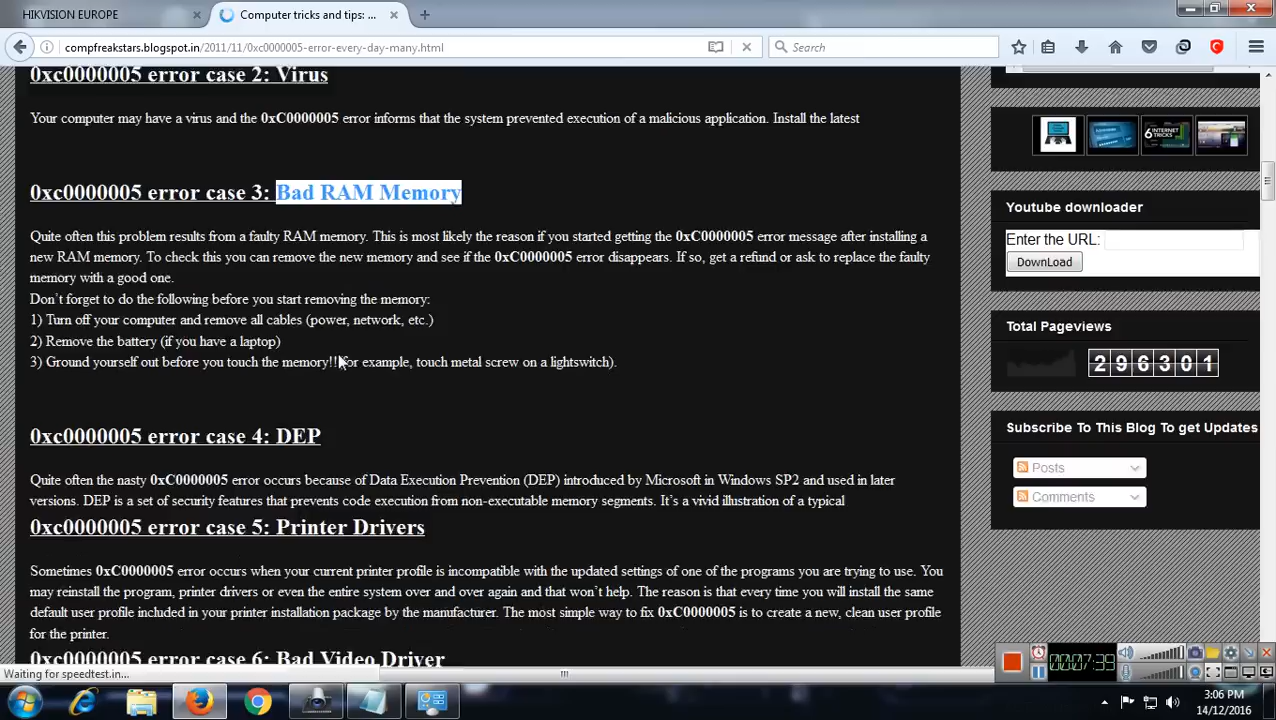 HIKVISION EUROPE
Computer tricks and tips: ...
compfreakstars.blogspot.in/2011/11/0xc0000005-error-every-day-many.html
Search
0xc0000005 error case 2: Virus
Your computer may have a virus and the 0xC0000005 error informs that the system prevented execution of a malicious application. Install the latest
0xc0000005 error case 3: Bad RAM Memory
Quite often this problem results from a faulty RAM memory. This is most likely the reason if you started getting the 0xC0000005 error message after installing a
new RAM memory. To check this you can remove the new memory and see if the 0xC0000005 error disappears. If so, get a refund or ask to replace the faulty
memory with a good one.
Don't forget to do the following before you start removing the memory:
1) Turn off your computer and remove all cables (power, network, etc.)
2) Remove the battery (if you have a laptop)
3) Ground yourself out before you touch the memory!! for example, touch metal screw on a lightswitch).
0xc0000005 error case 4: DEP
Quite often the nasty 0xC0000005 error occurs because of Data Execution Prevention (DEP) introduced by Microsoft in Windows SP2 and used in later
versions. DEP is a set of security features that prevents code execution from non-executable memory segments. It's a vivid illustration of a typical
0xc0000005 error case 5: Printer Drivers
Sometimes 0xC0000005 error occurs when your current printer profile is incompatible with the updated settings of one of the programs you are trying to use. You
may reinstall the program, printer drivers or even the entire system over and over again and that won't help. The reason is that every time you will install the same
default user profile included in your printer installation package by the manufacturer. The most simple way to fix 0xC0000005 is to create a new, clean user profile
for the printer.
0xc0000005 error case 6: Bad Video Driver
6 INTERNET
TRICKS
Youtube downloader
Enter the URL:
DownLoad
Total Pageviews
296301
Subscribe To This Blog To get Updates
Posts
Comments
Waiting for speedtest.in...
00:07:39
3:06 PM
14/12/2016